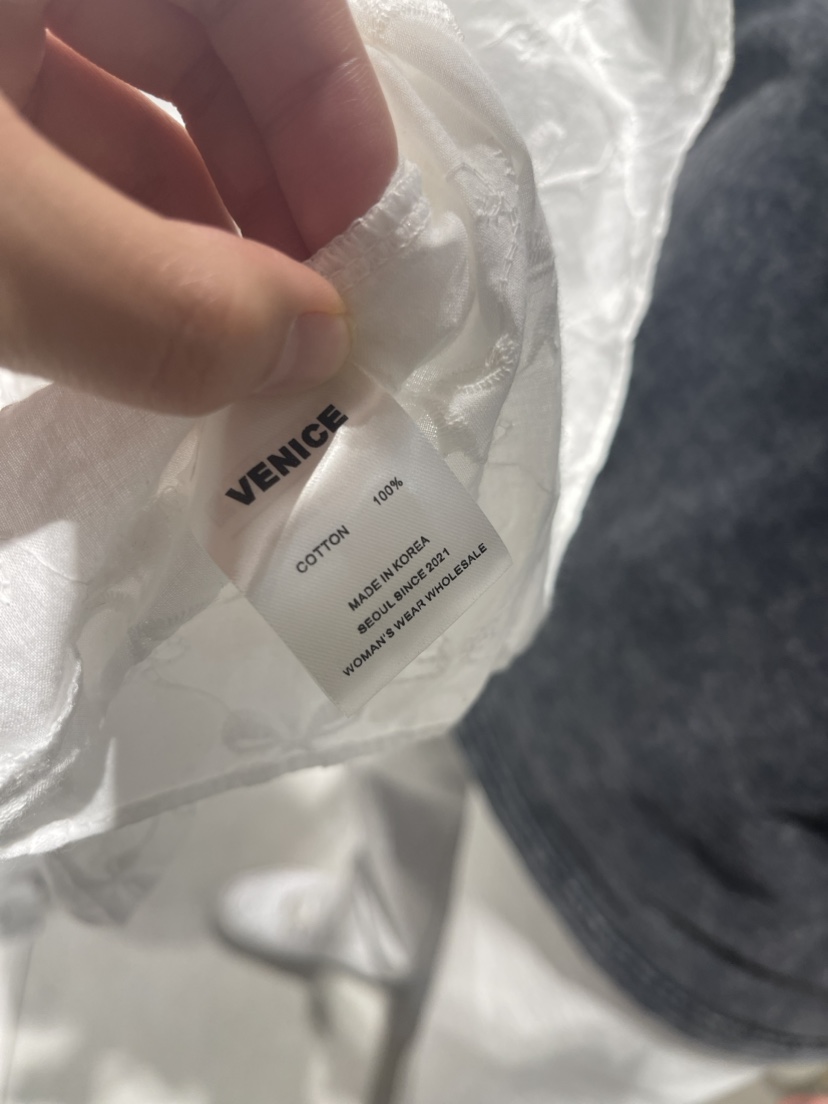 VENICE
COTTON 100%
MADE IN KOREA
SEOUL SINCE 2021
WOMAN'S WEAR WHOLESALE